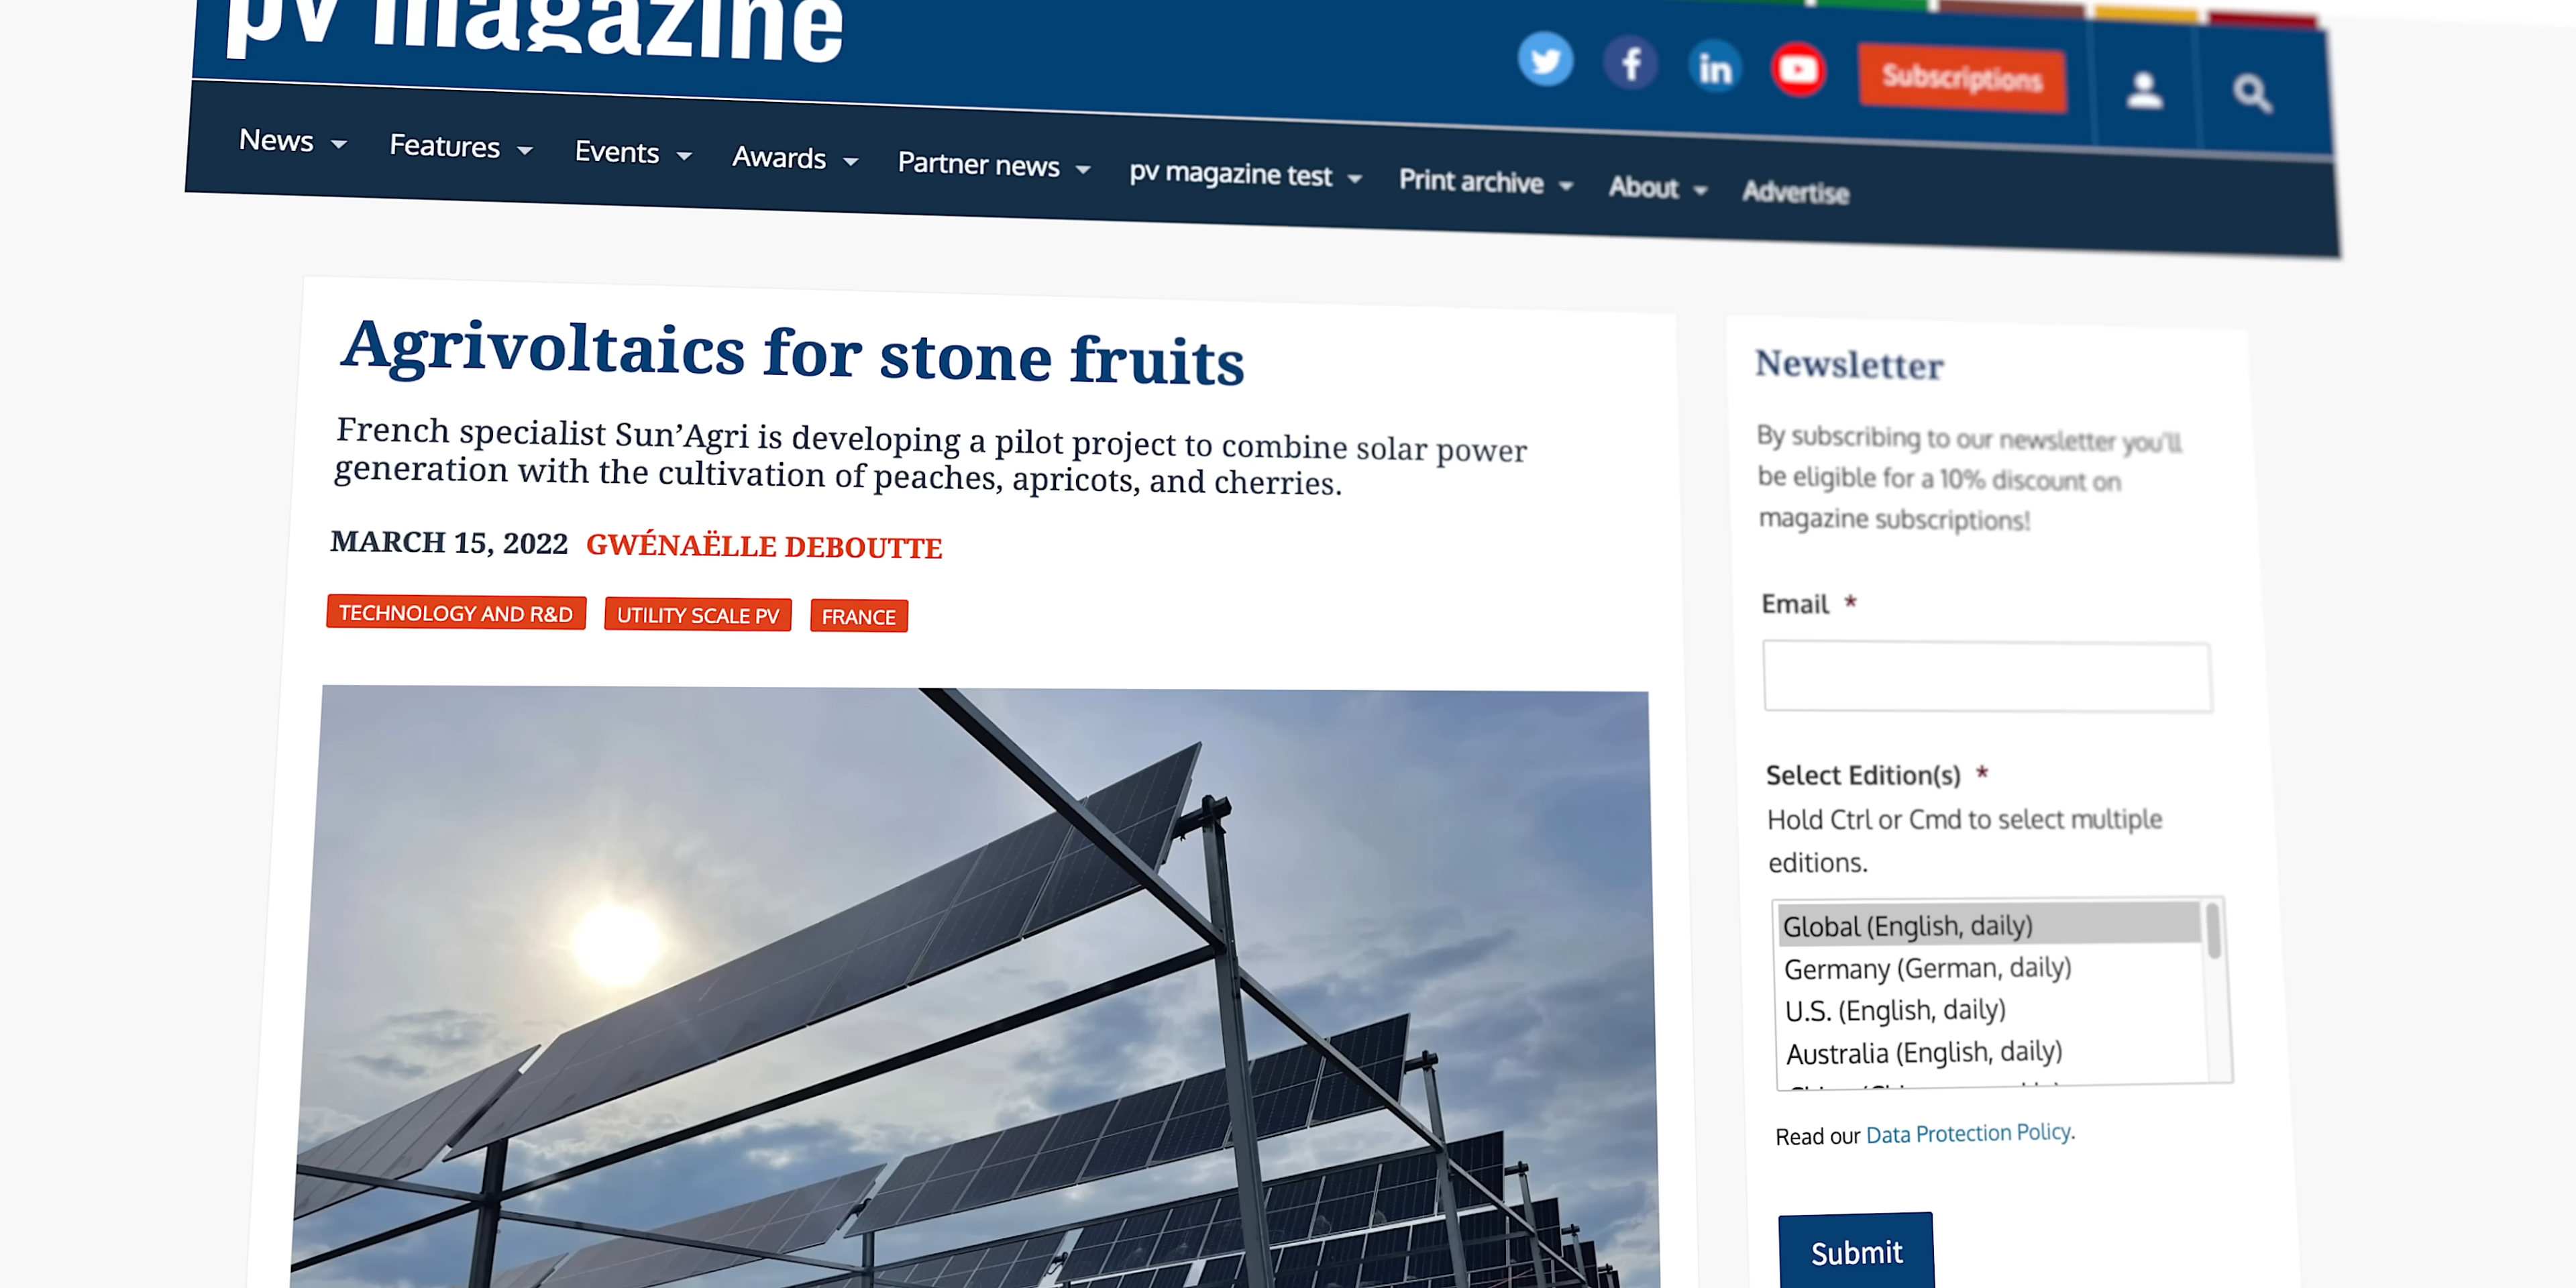 pv magazine
Subscriptions
News
Features
Events
Awards
Partner news
pv magazine test
Print archive
About
Advertise
Agrivoltaics for stone fruits
French specialist Sun’Agri is developing a pilot project to combine solar power
generation with the cultivation of peaches, apricots, and cherries.
MARCH 15, 2022 GWÉNAËLLE DEBOUTTE
TECHNOLOGY AND R&D UTILITY SCALE PV FRANCE
Newsletter
By subscribing to our newsletter you'll
be eligible for a 10% discount on
magazine subscriptions!
Email *
Select Edition(s) *
Hold Ctrl or Cmd to select multiple
editions.
Global (English, daily)
Germany (German, daily)
U.S. (English, daily)
Australia (English, daily)
Read our Data Protection Policy.
Submit